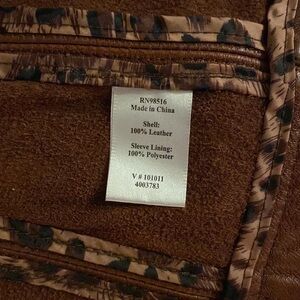 RN98516
Made in China
Shell:
100% Leather
Sleeve Lining:
100% Polyester
V # 101011
4003783